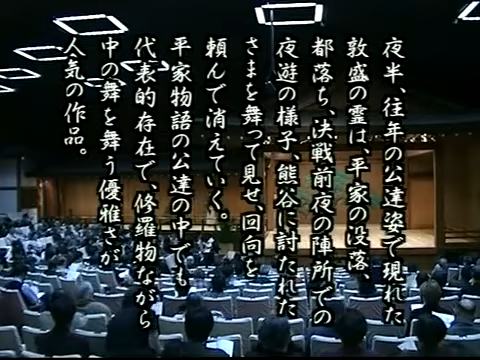 夜半、往年の公達姿で現れた
敦盛の霊は、平家の没落、
都落ち、決戦前夜の陣所での
夜遊の様子、熊谷に討たれた
さまを舞って見せ、回向を
頼んで消えていく。
平家物語の公達の中でも
代表的存在で、修羅物ながら
中の舞を舞う優雅さが
人気の作品。